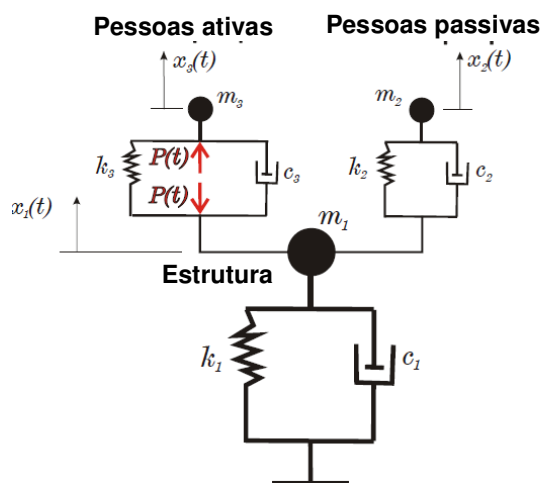 Pessoas ativas
Pessoas passivas
x₃(t)
x₂(t)
m₃
m₂
k₃
P(t)
c₃
k₂
c₂
P(t)
x₁(t)
m₁
Estrutura
k₁
c₁